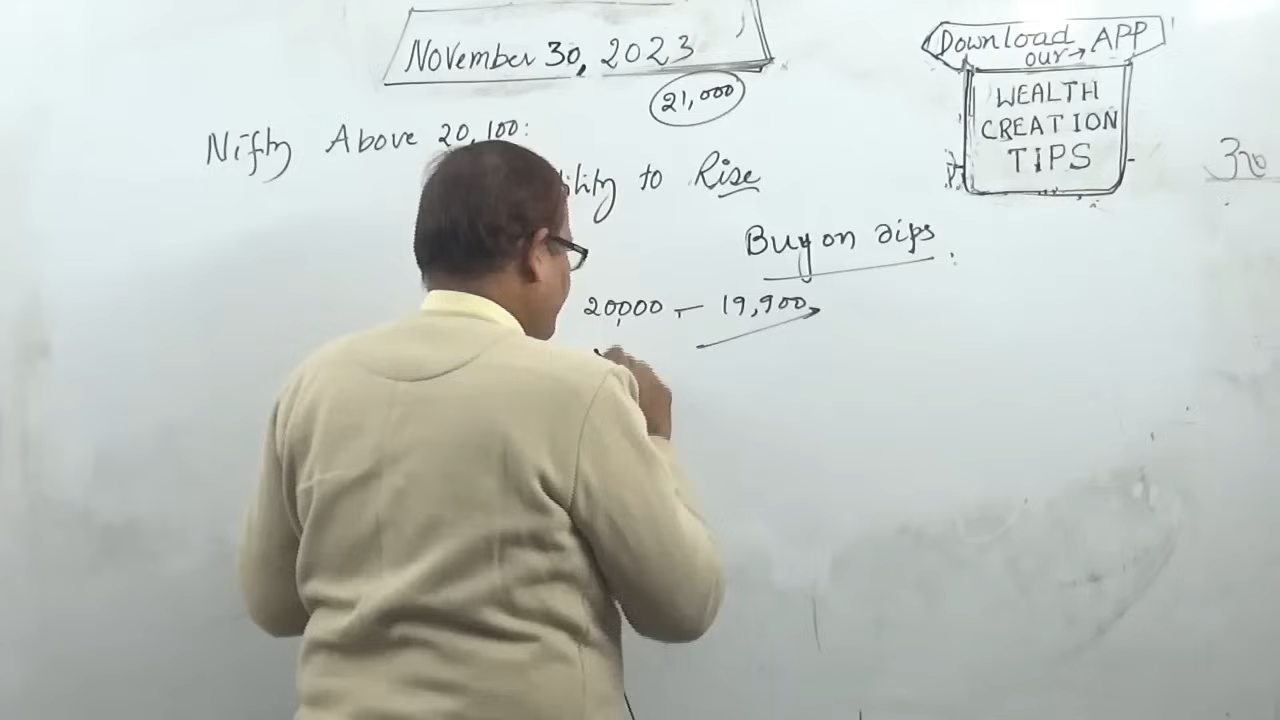 November 30, 2023
21,000
Nifty Above 20,100:
to Rise
Buy on dips
20,000 — 19,900
Download
our → APP
WEALTH
CREATION
TIPS